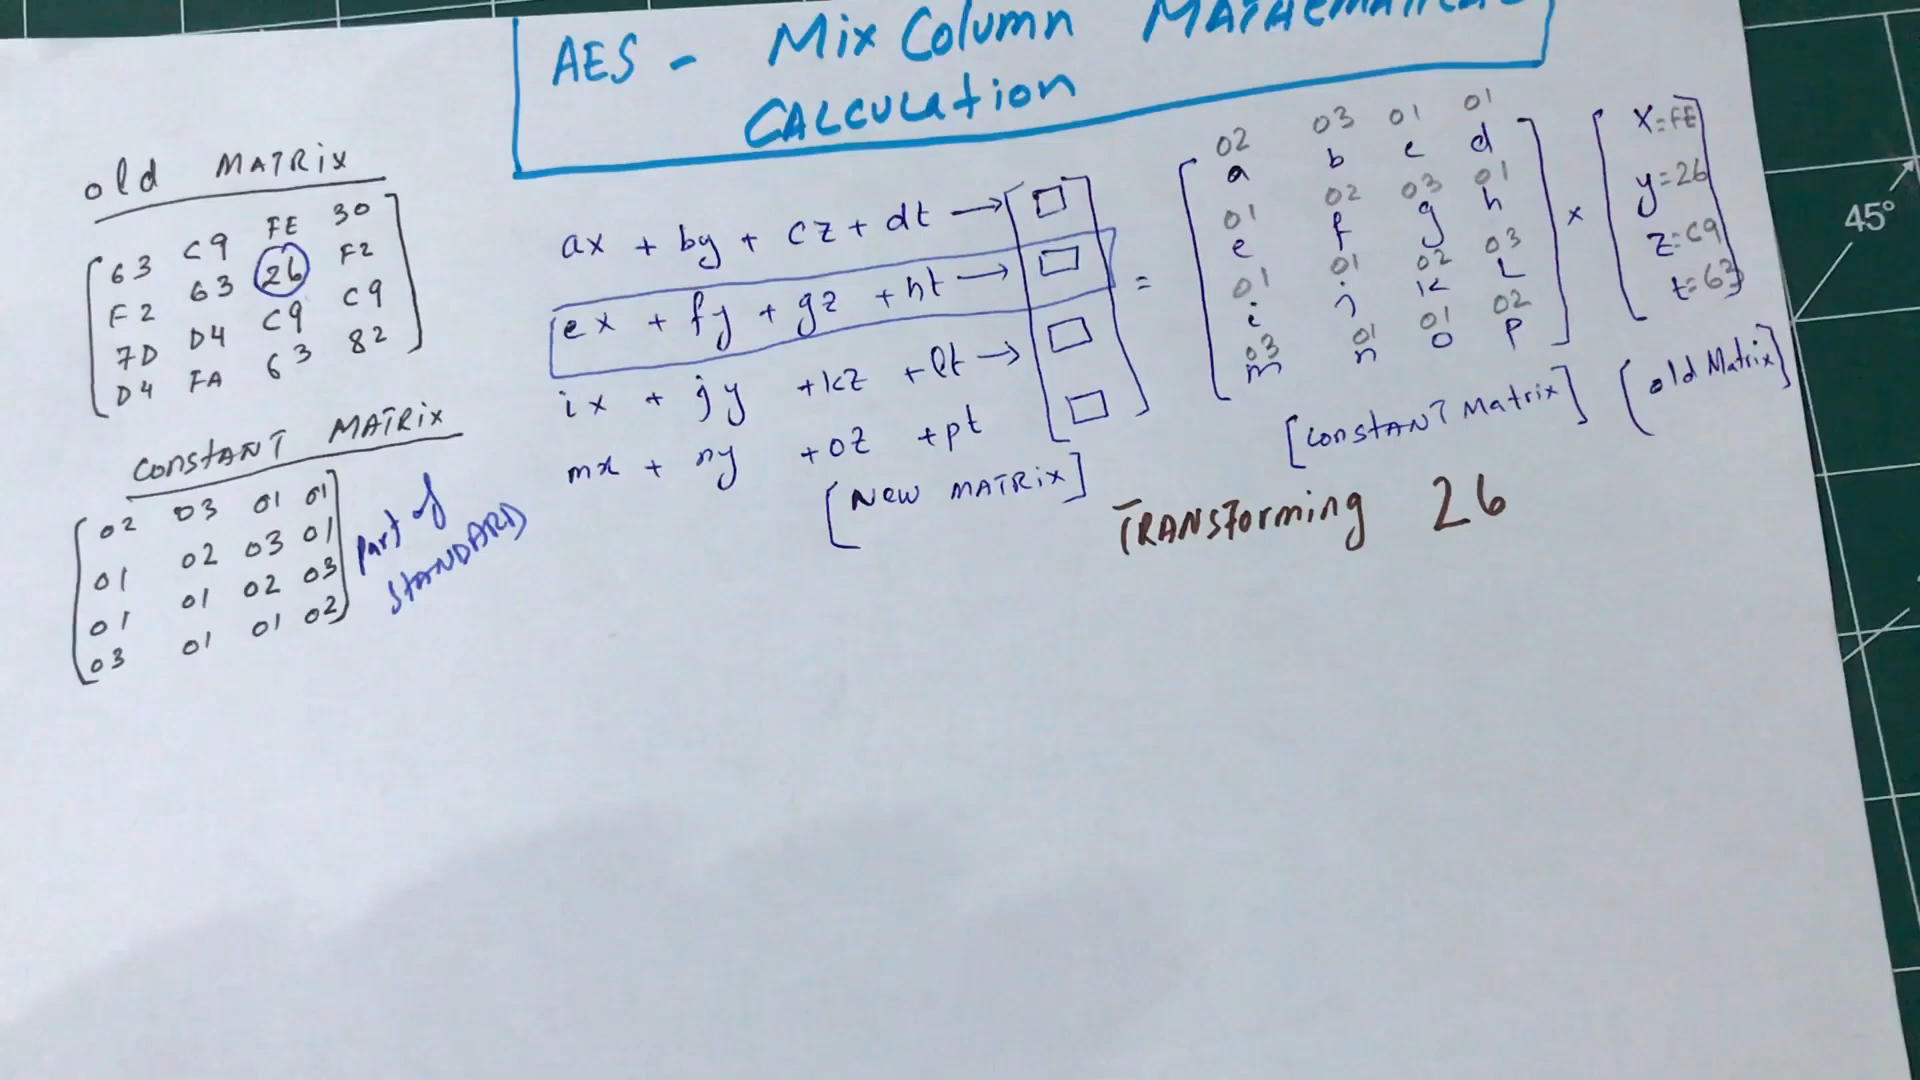 AES - Mix Column MATHEMATICAL
CALCULATION
old MATRIX
63 C9 FE 30
F2 63 26 F2
7D D4 C9 C9
D4 FA 63 82
CONSTANT MATRIX
02 03 01 01
01 02 03 01
01 01 02 03
03 01 01 02
Part of
STANDARD
ax + by + cz + dt →
ex + fy + gz + ht →
ix + jy + kz + lt →
mx + ny + oz + pt
[New MATRIX]
=
02 03 01 01
a b c d
01 02 03 01
e f g h
01 01 02 03
i j k L
03 01 01 02
m n o p
[constANT Matrix]
x
X=FE
y=26
z=C9
t=63
[old Matrix]
TRANSforming 26
45°